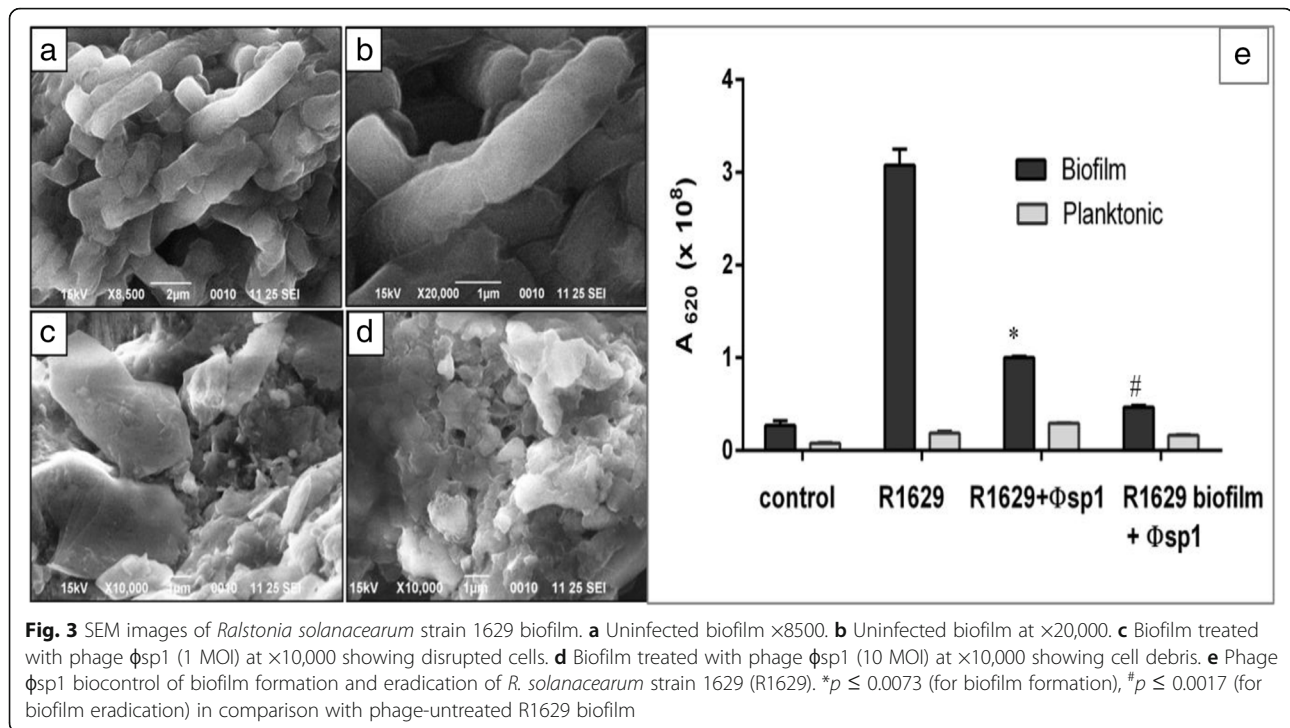 a
15kV X8,500 2µm 0010 11 25 SEI
b
15kV X20,000 1µm 0010 11 25 SEI
c
15kV X10,000 1µm 0010 11 25 SEI
d
15kV X10,000 1µm 0010 11 25 SEI
e
A 620 (x 10⁸)
4
3
2
1
0
Biofilm
Planktonic
*
#
control
R1629
R1629+Φsp1
R1629 biofilm
+ Φsp1
Fig. 3 SEM images of Ralstonia solanacearum strain 1629 biofilm. a Uninfected biofilm ×8500. b Uninfected biofilm at ×20,000. c Biofilm treated
with phage ϕsp1 (1 MOI) at ×10,000 showing disrupted cells. d Biofilm treated with phage ϕsp1 (10 MOI) at ×10,000 showing cell debris. e Phage
ϕsp1 biocontrol of biofilm formation and eradication of R. solanacearum strain 1629 (R1629). *p ≤ 0.0073 (for biofilm formation), #p ≤ 0.0017 (for
biofilm eradication) in comparison with phage-untreated R1629 biofilm